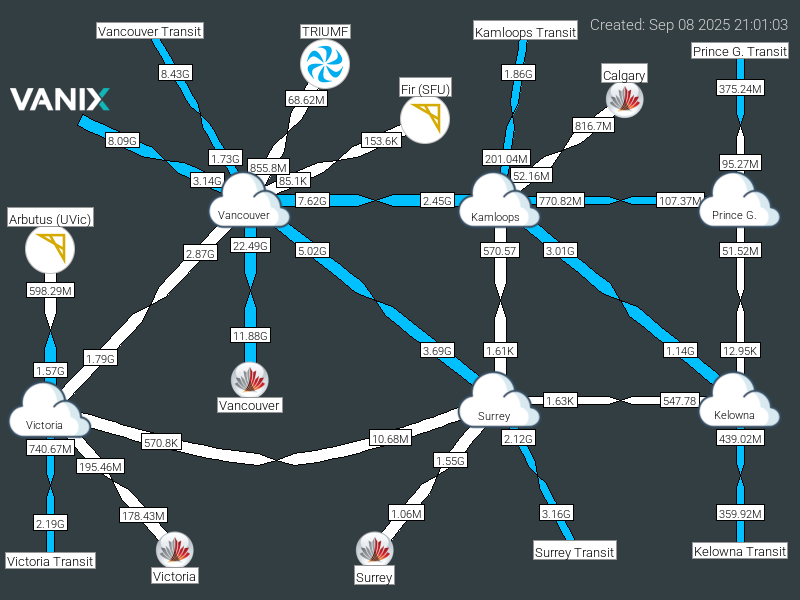 Created: Sep 08 2025 21:01:03
Vancouver Transit
TRIUMF
Kamloops Transit
Prince G. Transit
8.43G
1.86G
Calgary
Fir (SFU)
375.24M
VANIX
68.62M
816.7M
8.09G
153.6K
1.73G
201.04M
95.27M
855.8M
3.14G
85.1K
52.16M
7.62G
2.45G
770.82M
107.37M
Vancouver
Kamloops
Prince G.
Arbutus (UVic)
2.87G
22.49G
5.02G
570.57
3.01G
51.52M
598.29M
11.88G
1.79G
3.69G
1.61K
1.14G
12.95K
1.57G
Vancouver
1.63K
547.78
Victoria
Surrey
Kelowna
740.67M
570.8K
10.68M
2.12G
439.02M
195.46M
1.55G
2.19G
178.43M
1.06M
3.16G
359.92M
Victoria Transit
Victoria
Surrey
Surrey Transit
Kelowna Transit